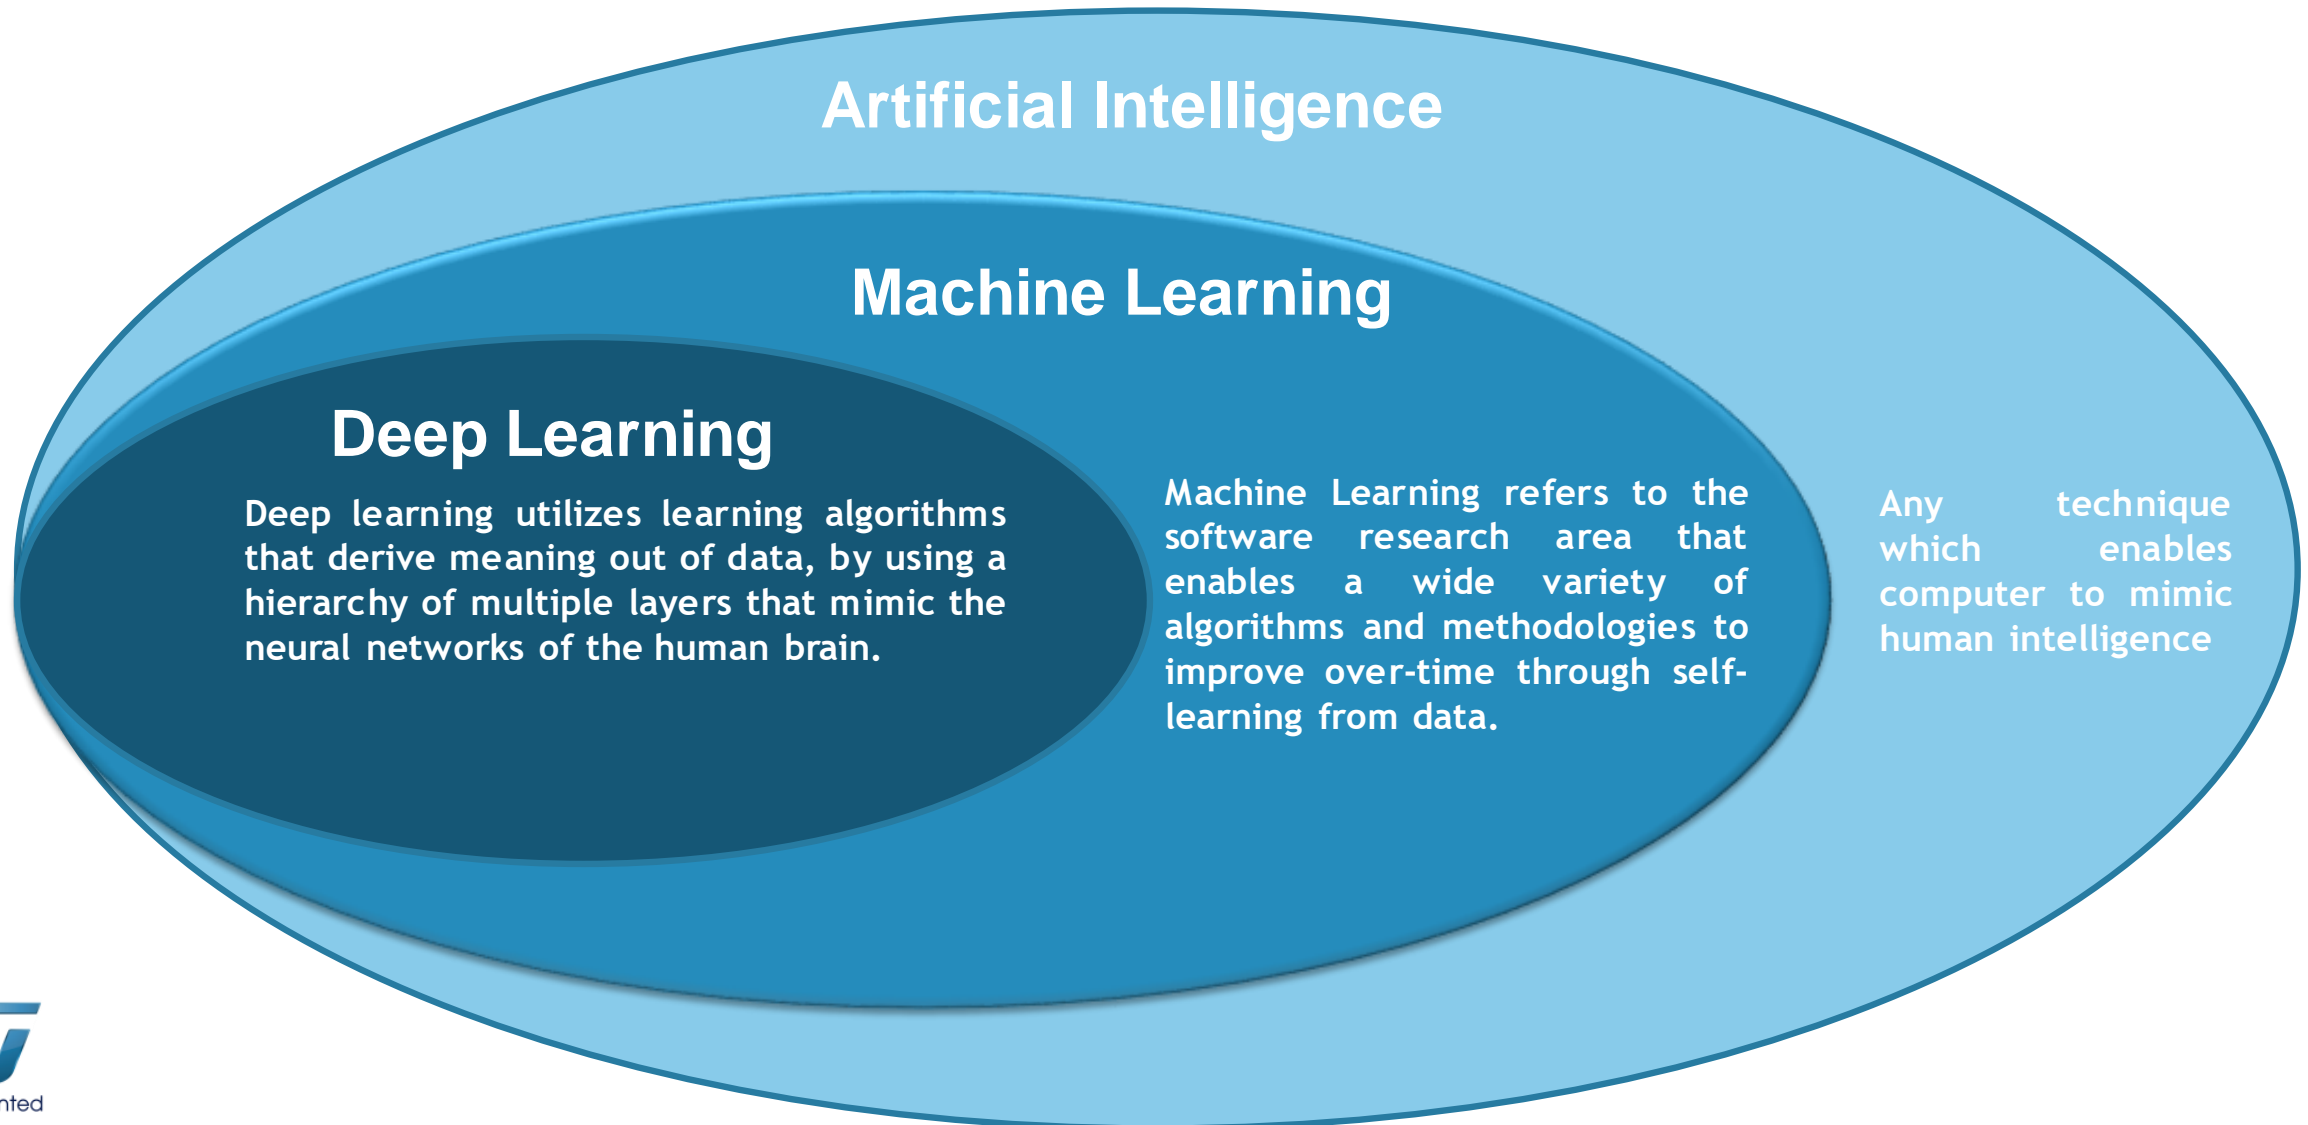 Artificial Intelligence
Machine Learning
Deep Learning
Deep learning utilizes learning algorithms
that derive meaning out of data, by using a
hierarchy of multiple layers that mimic the
neural networks of the human brain.
Machine Learning refers to the
software research area that
enables a wide variety of
algorithms and methodologies to
improve over-time through self-
learning from data.
Any technique
which enables
computer to mimic
human intelligence